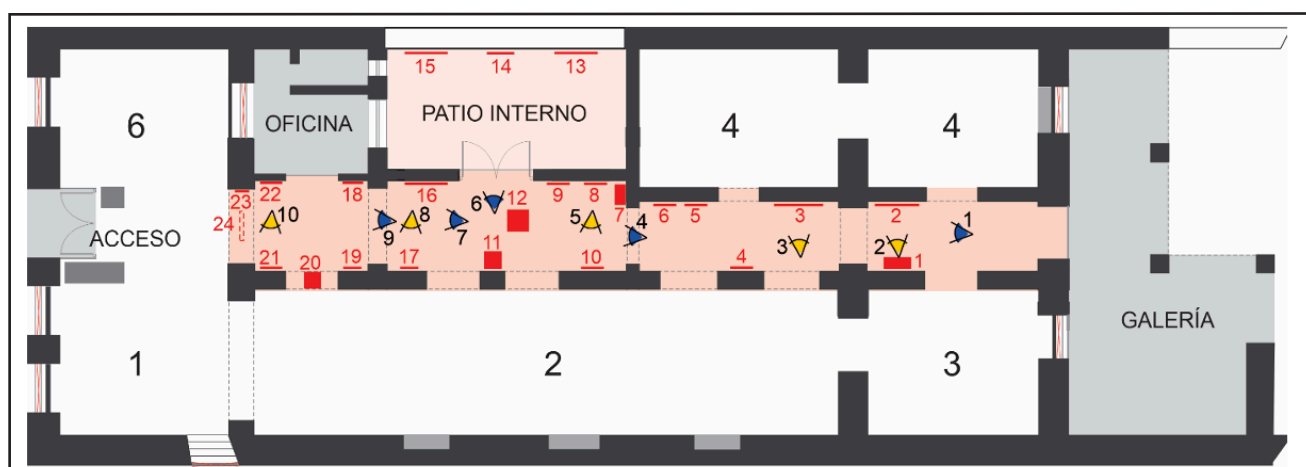 15 14 13
6 OFICINA PATIO INTERNO 4 4
23 22 18 16 6 12 9 8 7 6 5 3 2
24 10 9 8 7 5 4 1
ACCESO 11 3 2 1
21 20 19 17 10 4
GALERÍA
1 2 3